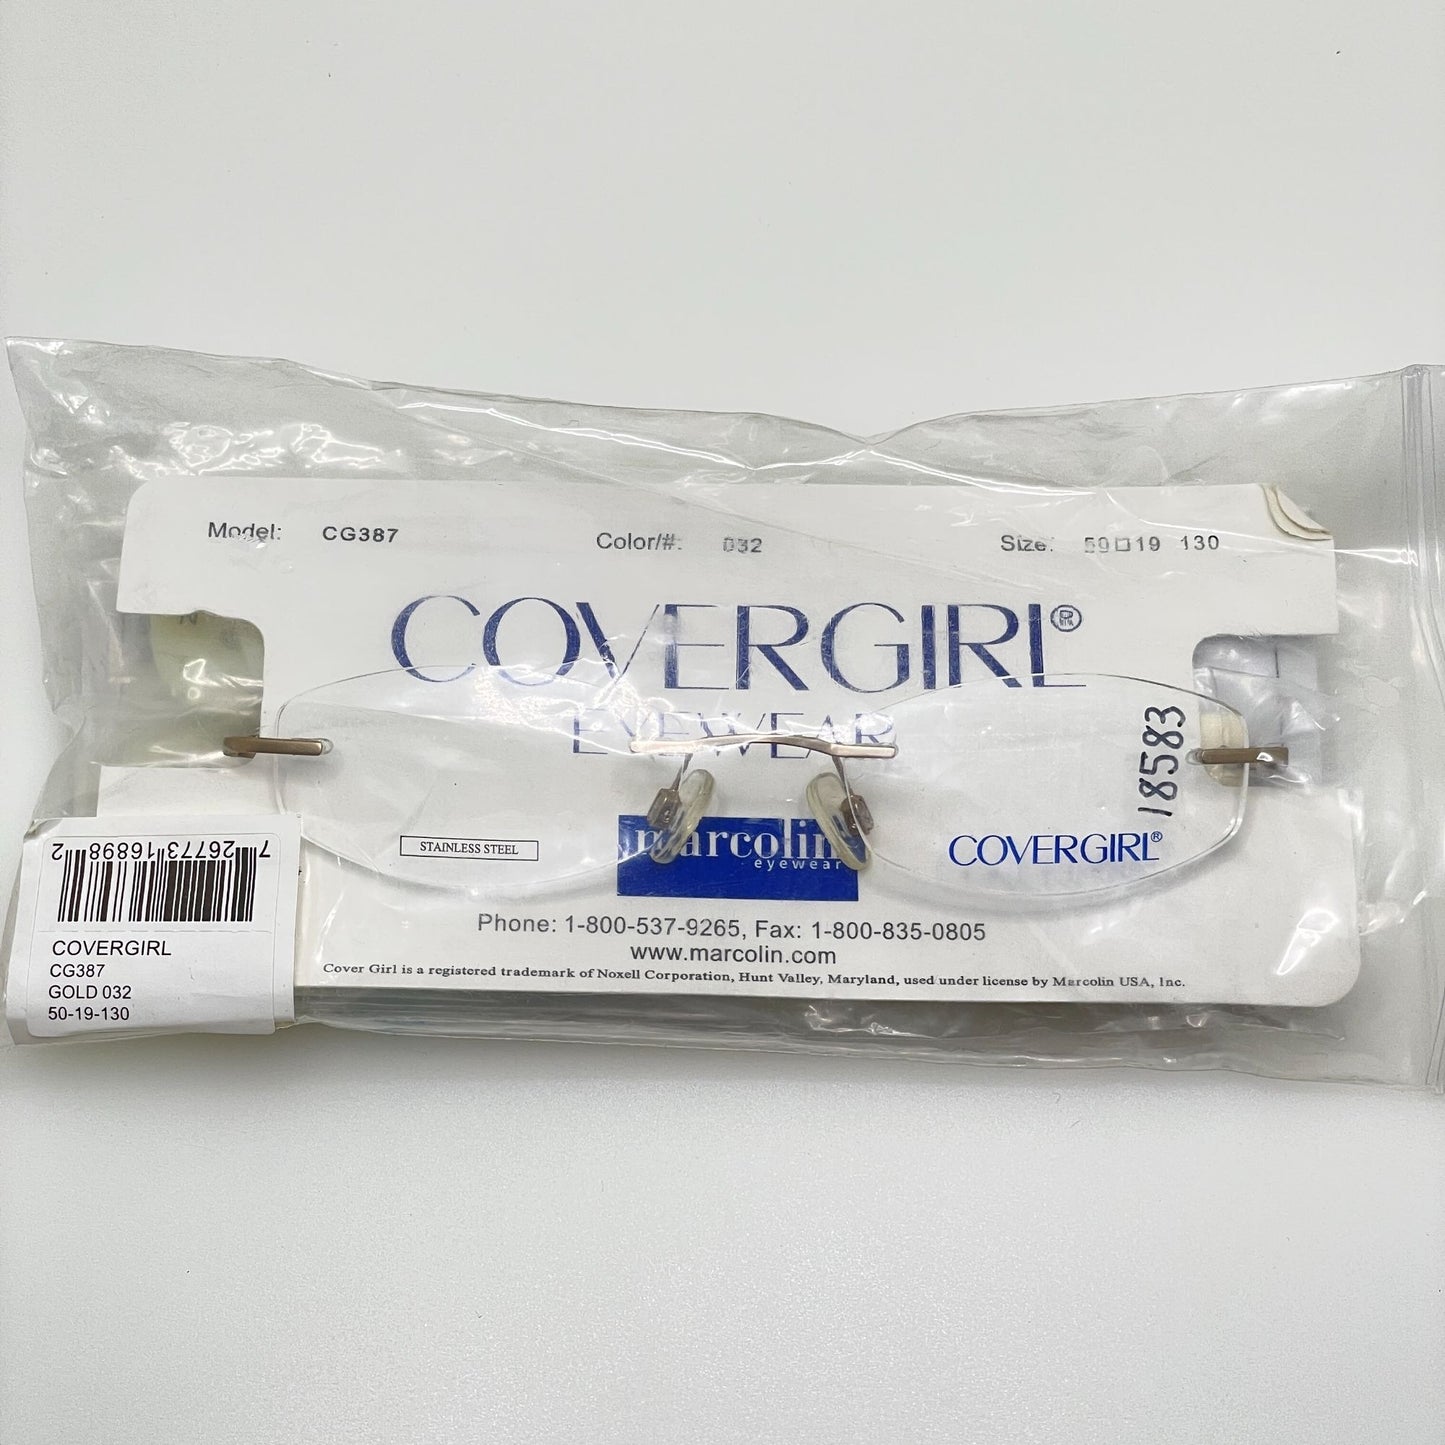 Model: CG387 Color/#: 032 Size: 50□19 130
COVERGIRL®
EYEWEAR
18583
STAINLESS STEEL
marcolin
eyewear
COVERGIRL®
Phone: 1-800-537-9265, Fax: 1-800-835-0805
www.marcolin.com
Cover Girl is a registered trademark of Noxell Corporation, Hunt Valley, Maryland, used under license by Marcolin USA, Inc.
7 26773 16898 2
COVERGIRL
CG387
GOLD 032
50-19-130